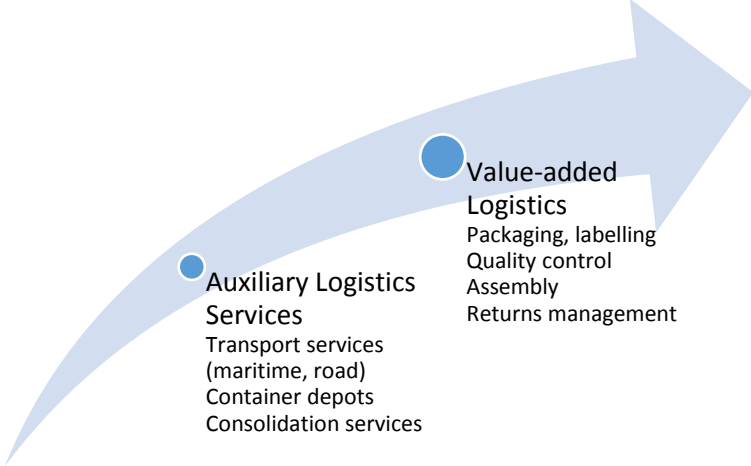 Value-added
Logistics
Packaging, labelling
Quality control
Assembly
Returns management
Auxiliary Logistics
Services
Transport services
(maritime, road)
Container depots
Consolidation services